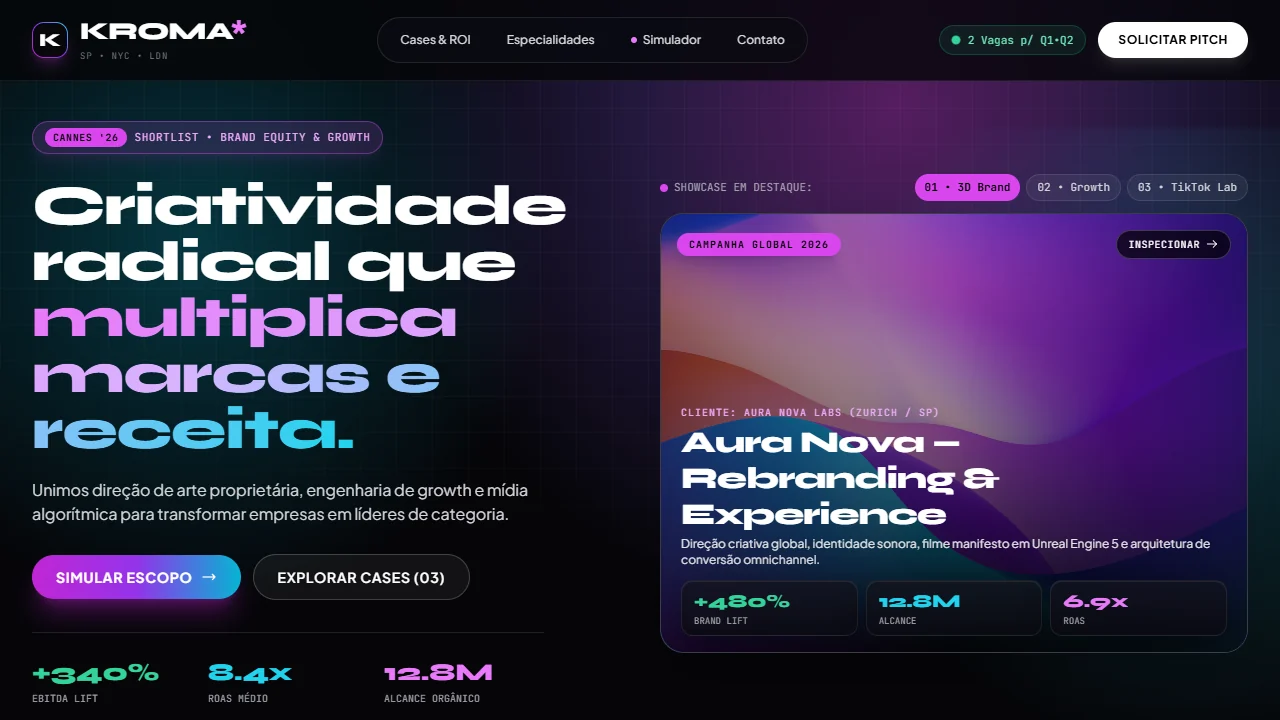 K
KROMA*
SP • NYC • LDN
Cases & ROI
Especialidades
Simulador
Contato
2 Vagas p/ Q1•Q2
SOLICITAR PITCH
CANNES '26 SHORTLIST • BRAND EQUITY & GROWTH
Criatividade
radical que
multiplica
marcas e
receita.
Unimos direção de arte proprietária, engenharia de growth e mídia
algorítmica para transformar empresas em líderes de categoria.
SIMULAR ESCOPO →
EXPLORAR CASES (03)
+340%
EBITDA LIFT
8.4x
ROAS MÉDIO
12.8M
ALCANCE ORGÂNICO
SHOWCASE EM DESTAQUE:
01 • 3D Brand
02 • Growth
03 • TikTok Lab
CAMPANHA GLOBAL 2026
INSPECIONAR →
CLIENTE: AURA NOVA LABS (ZURICH / SP)
Aura Nova —
Rebranding &
Experience
Direção criativa global, identidade sonora, filme manifesto em Unreal Engine 5 e arquitetura de
conversão omnichannel.
+480%
BRAND LIFT
12.8M
ALCANCE
6.9x
ROAS